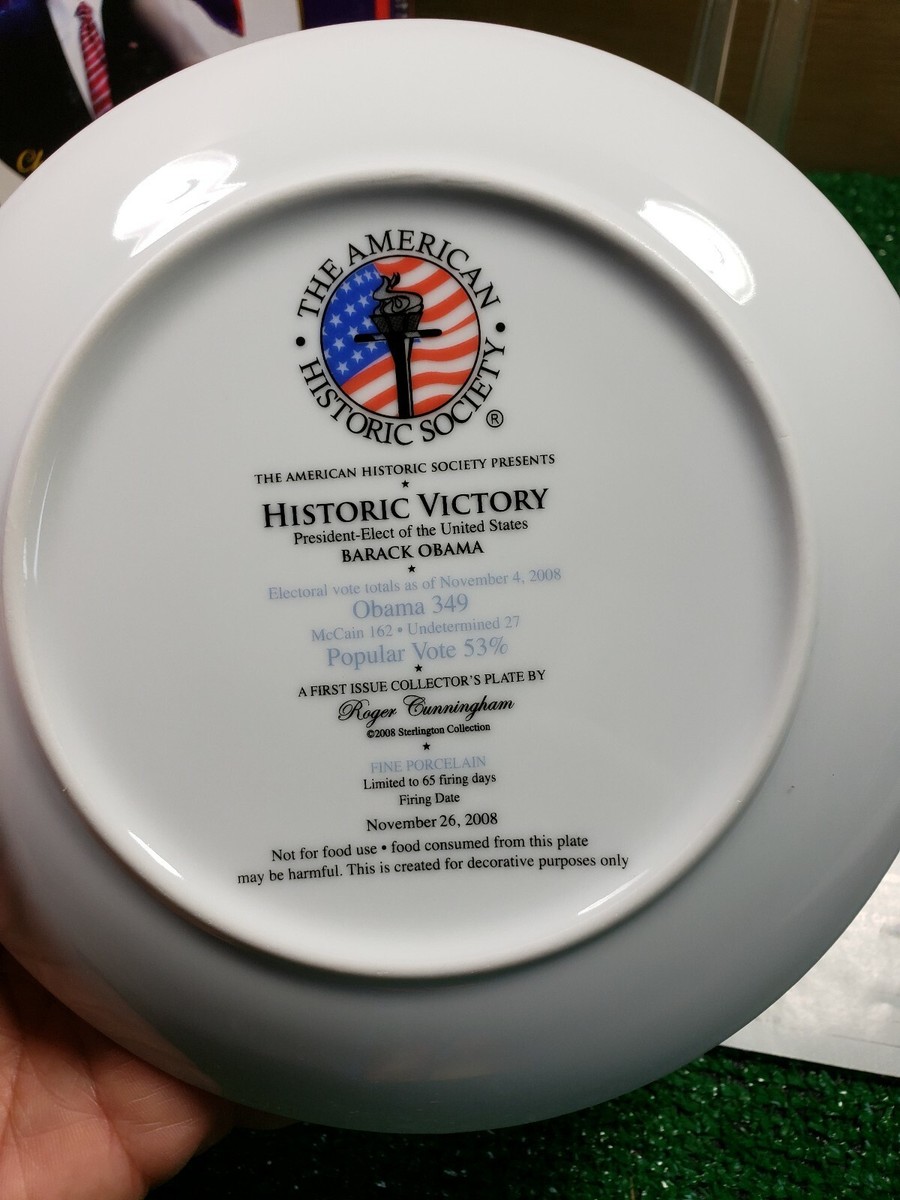 THE AMERICAN
HISTORIC SOCIETY ®
THE AMERICAN HISTORIC SOCIETY PRESENTS
HISTORIC VICTORY
President-Elect of the United States
BARACK OBAMA
Electoral vote totals as of November 4, 2008
Obama 349
McCain 162 • Undetermined 27
Popular Vote 53%
A FIRST ISSUE COLLECTOR'S PLATE BY
Roger Cunningham
©2008 Sterlington Collection
FINE PORCELAIN
Limited to 65 firing days
Firing Date
November 26, 2008
Not for food use • food consumed from this plate
may be harmful. This is created for decorative purposes only